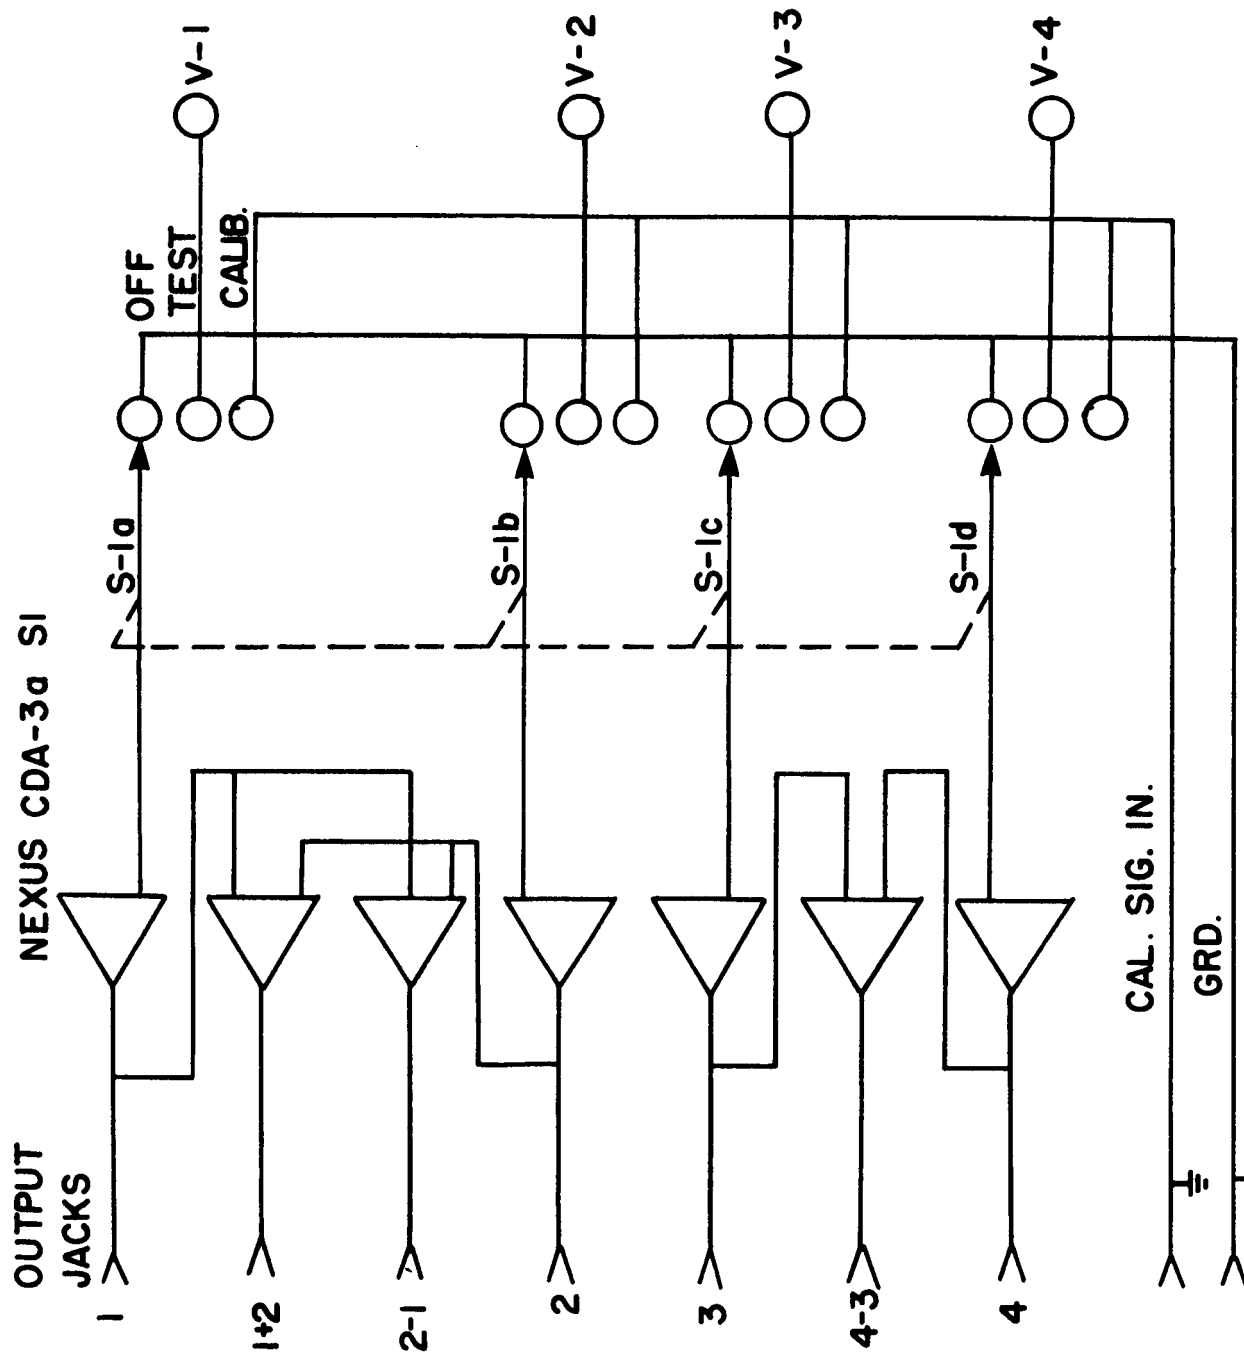 OUTPUT
JACKS
NEXUS CDA-3a
S1
1
1+2
2-1
2
3
4-3
4
S-1a
S-1b
S-1c
S-1d
OFF
TEST
CALIB.
V-1
V-2
V-3
V-4
CAL. SIG. IN.
GRD.